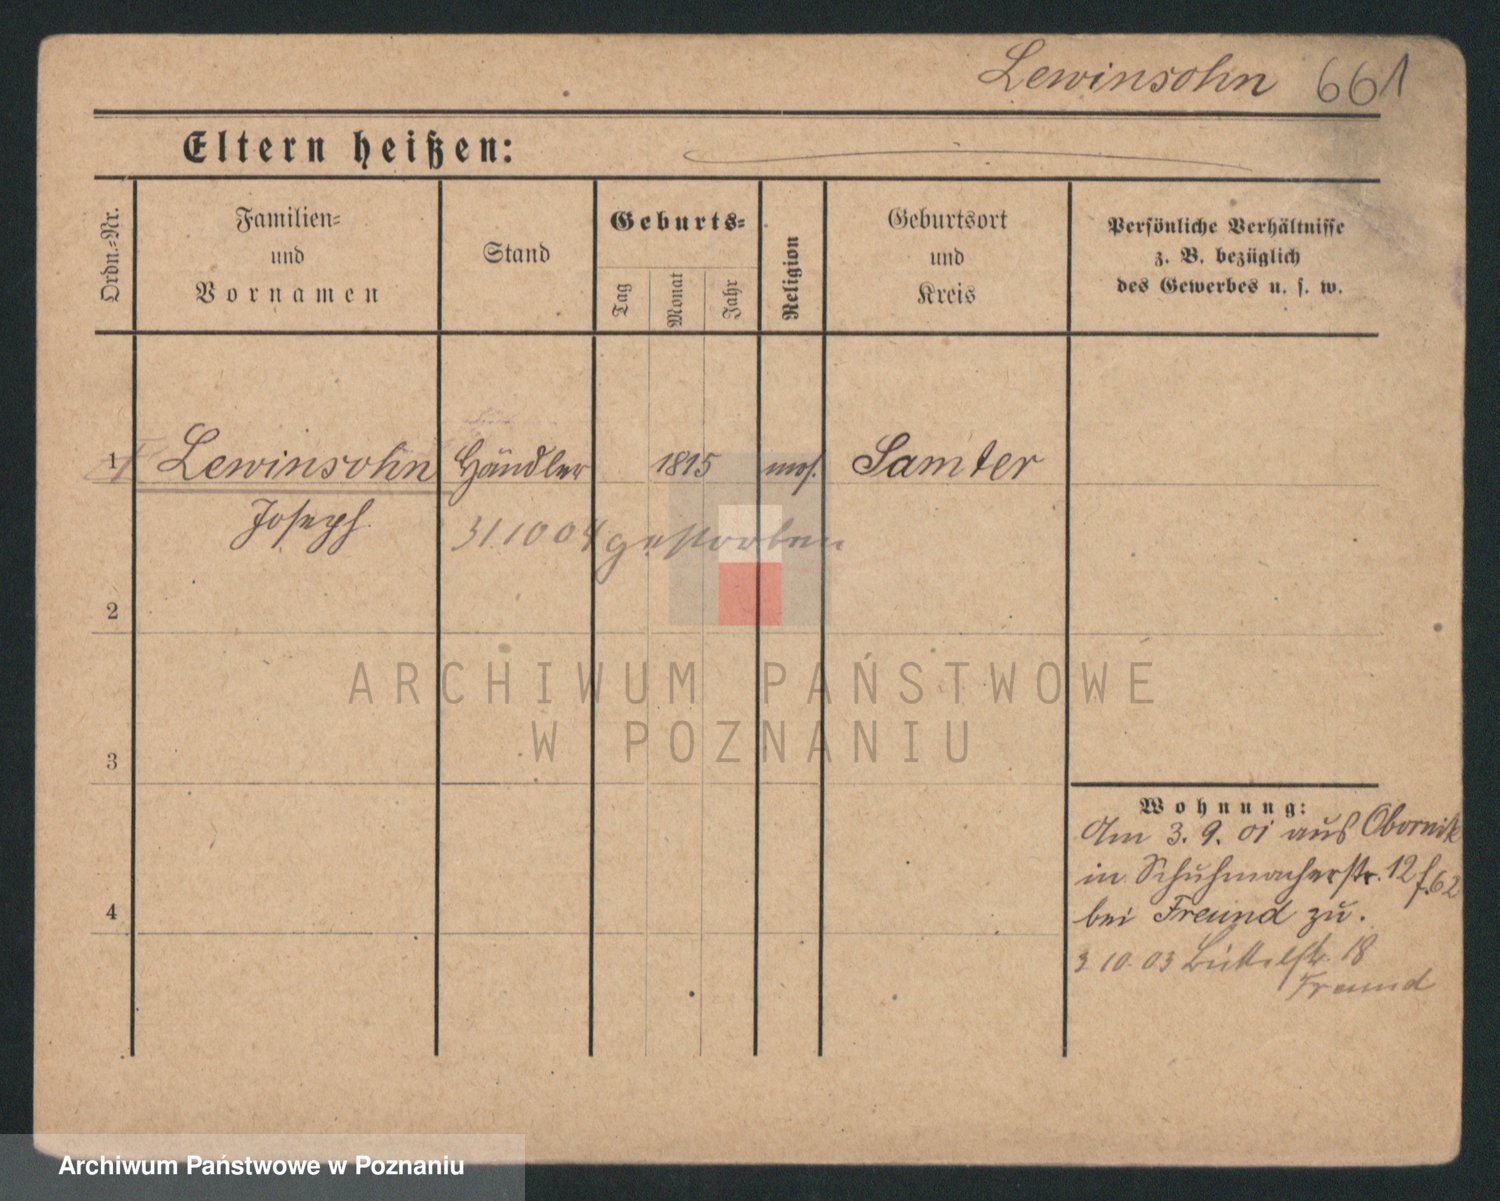 Lewinsohn 661
Eltern heißen:
Ordn.-Nr.
Familien-
und
Vornamen
Stand
Geburts-
Tag
Monat
Jahr
Religion
Geburtsort
und
Kreis
Persönliche Verhältnisse
z. B. bezüglich
des Gewerbes u. s. w.
1 Lewinsohn Händler 1815 mos. Samter
Joseph
31.10 04 gestorben
2
3
4
Wohnung:
Am 3. 9. 01 aus Obornik
in Schuhmacherstr. 12 f. 62
bei Freund zu.
3 10. 03 Büttelstr. 18
Freund
ARCHIWUM PAŃSTWOWE
W POZNANIU
Archiwum Państwowe w Poznaniu